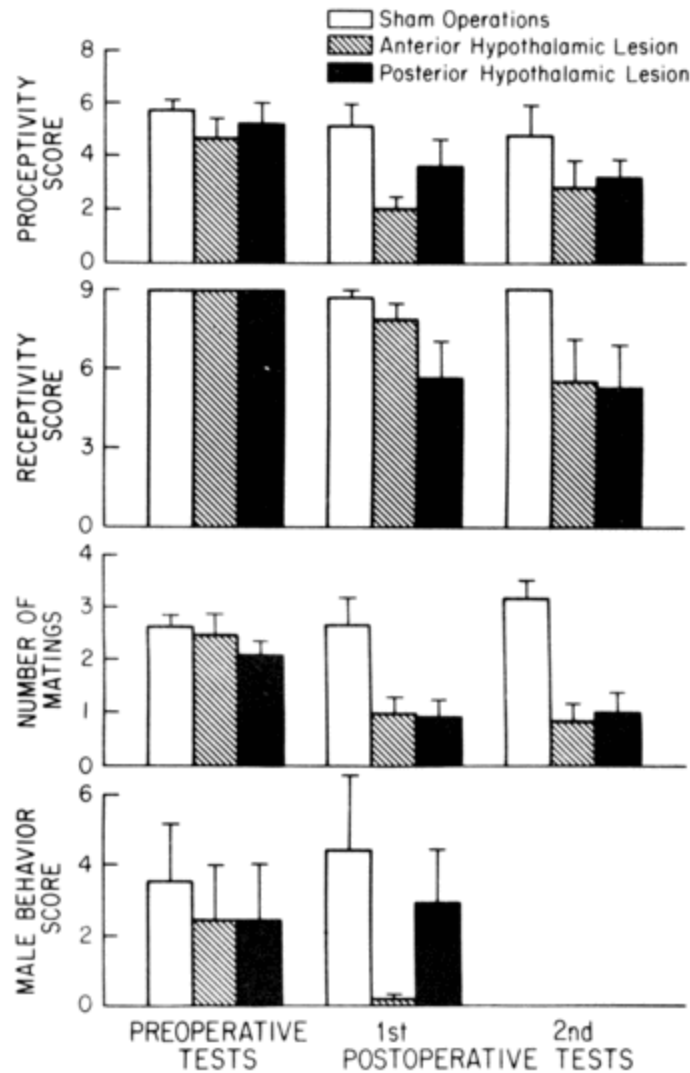 Sham Operations
Anterior Hypothalamic Lesion
Posterior Hypothalamic Lesion
PROCEPTIVITY
SCORE
8
6
4
2
0
RECEPTIVITY
SCORE
9
6
3
0
NUMBER OF
MATINGS
4
3
2
1
0
MALE BEHAVIOR
SCORE
6
4
2
0
PREOPERATIVE
TESTS
1st
2nd
POSTOPERATIVE TESTS